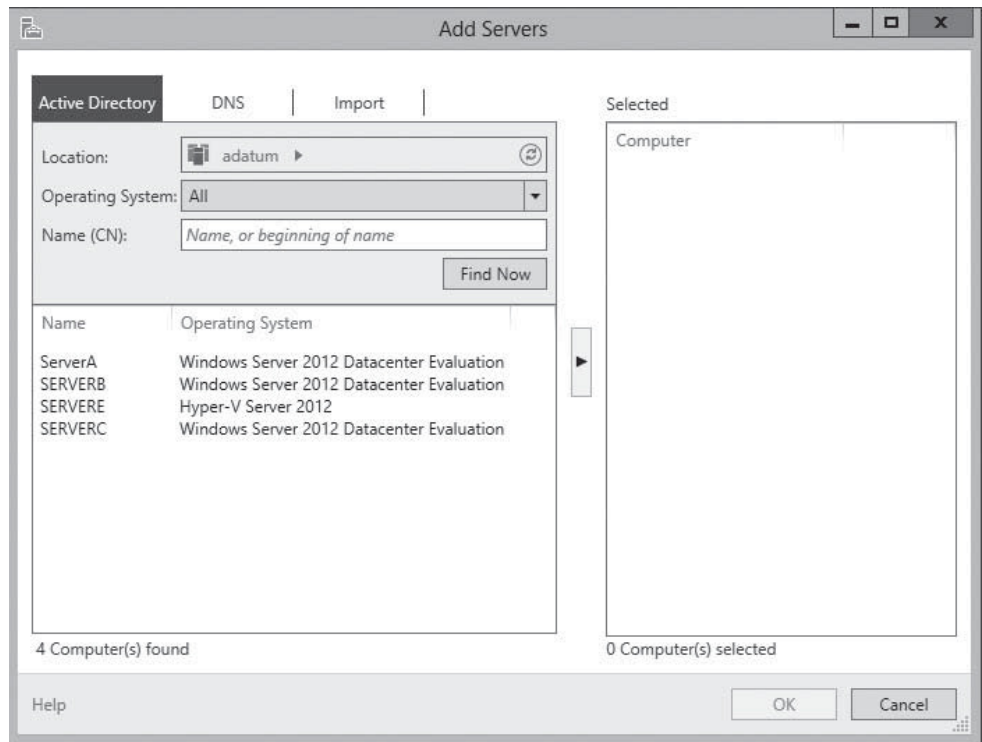 Add Servers
Active Directory
DNS
Import
Location:
adatum
Operating System:
All
Name (CN):
Name, or beginning of name
Find Now
Name Operating System
ServerA Windows Server 2012 Datacenter Evaluation
SERVERB Windows Server 2012 Datacenter Evaluation
SERVERE Hyper-V Server 2012
SERVERC Windows Server 2012 Datacenter Evaluation
4 Computer(s) found
Selected
Computer
0 Computer(s) selected
Help
OK
Cancel